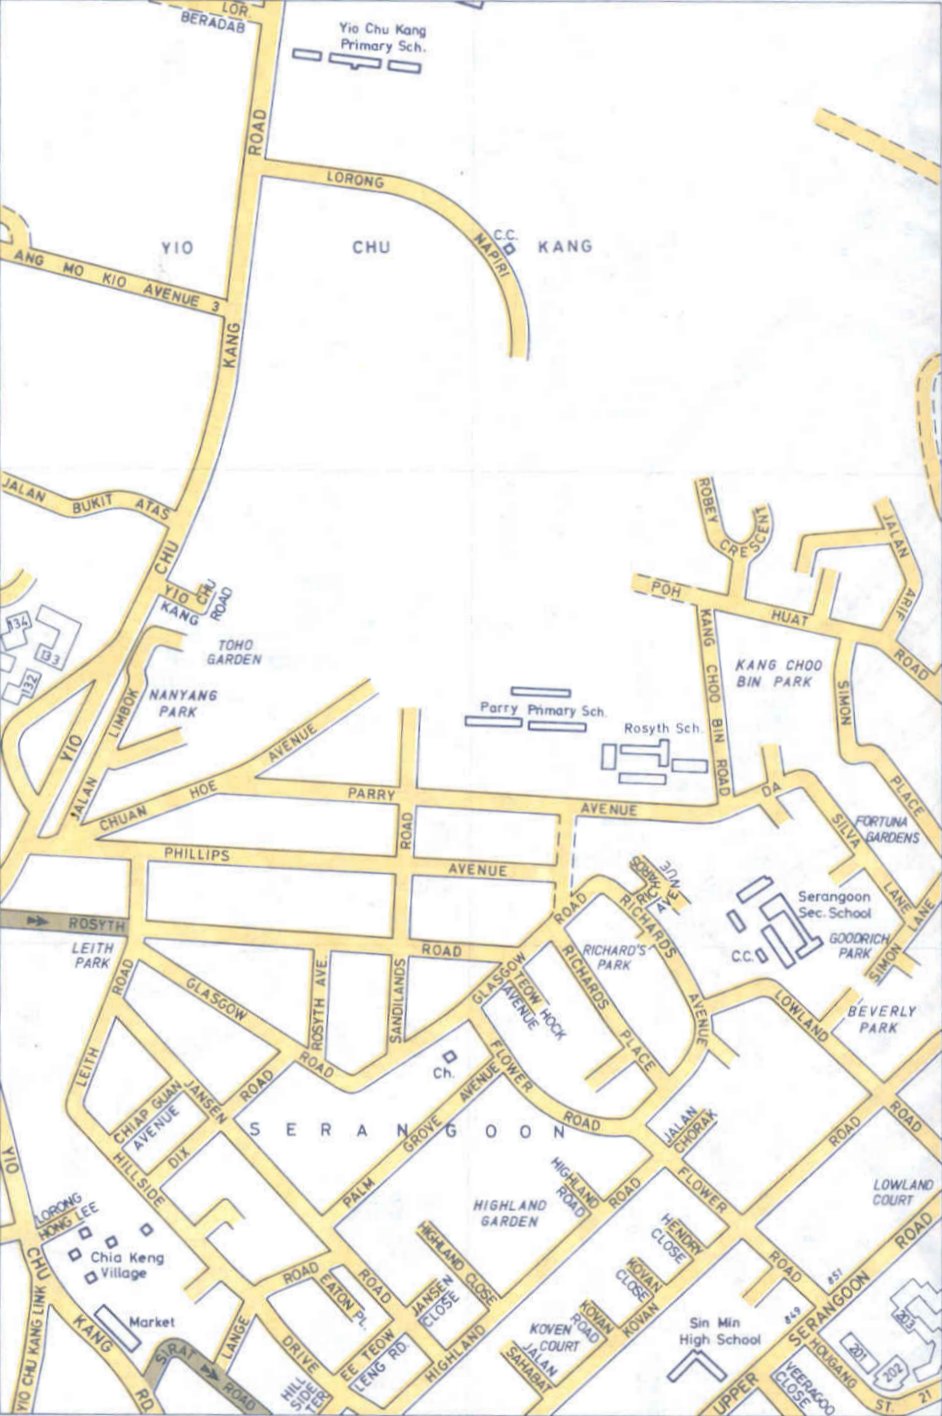 LOR.
BERADAB
Yio Chu Kang
Primary Sch.
ROAD
LORONG
NAPIRI
C.C.
YIO
CHU
KANG
ANG MO KIO AVENUE 3
KANG
JALAN BUKIT ATAS
CHU
YIO CHU
KANG ROAD
134
133
132
TOHO
GARDEN
NANYANG
PARK
LIMBOK
JALAN
YIO
ROBEY
CRESCENT
JALAN
ARIF
POH
HUAT
ROAD
KANG CHOO BIN ROAD
KANG CHOO
BIN PARK
SIMON
PLACE
Parry Primary Sch.
Rosyth Sch.
CHUAN HOE AVENUE
PARRY
AVENUE
DA
SILVA
LANE
FORTUNA
GARDENS
PHILLIPS
AVENUE
ROAD
RICHARDS
AVENUE
Serangoon
Sec. School
GOODRICH
PARK
SIMON LANE
C.C.
ROSYTH
ROAD
ROAD
RICHARDS
AVENUE
RICHARD'S
PARK
LEITH
PARK
ROAD
LEITH
GLASGOW
ROAD
ROSYTH AVE.
SANDILANDS
GLASGOW
TEOW HOCK
AVENUE
RICHARDS
PLACE
LOWLAND
ROAD
BEVERLY
PARK
Ch.
FLOWER
ROAD
CHIAP GUAN
AVENUE
JANSEN
ROAD
DIX
SERANGOON
PALM GROVE AVENUE
JALAN
CHORAK
ROAD
LOWLAND
COURT
HILLSIDE
YIO
LORONG
HONG LEE
Chia Keng
Village
HIGHLAND
GARDEN
HIGHLAND
ROAD
ROAD
FLOWER
ROAD
HENDRY
CLOSE
KOVAN
CLOSE
HIGHLAND CLOSE
CHU
KANG
RD.
YIO CHU KANG LINK
Market
SIRAT
ROAD
LANGE
ROAD
EATON PL.
ROAD
JANSEN
CLOSE
EE TEOW
LENG RD.
DRIVE
HILL
SIDE
TER
HIGHLAND
KOVEN
COURT
KOVAN
ROAD
KOVAN
JALAN
SAHABAT
Sin Min
High School
849
851
UPPER
SERANGOON
ROAD
HOUGANG
ST. 21
VEERAGOO
CLOSE
201
202
203